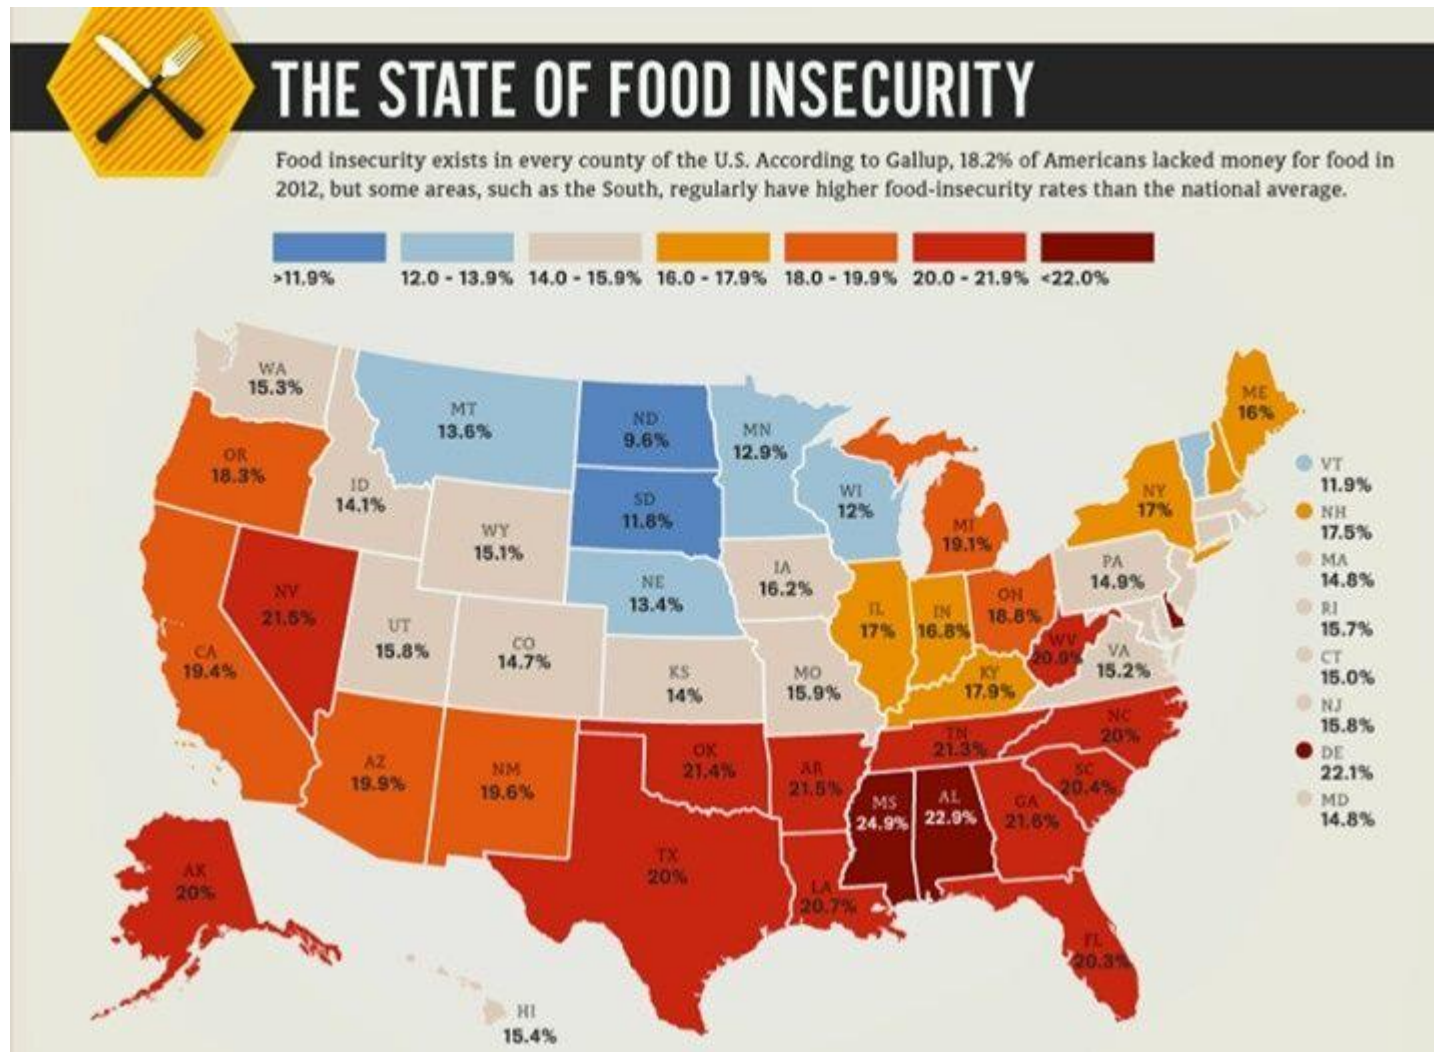 THE STATE OF FOOD INSECURITY
Food insecurity exists in every county of the U.S. According to Gallup, 18.2% of Americans lacked money for food in
2012, but some areas, such as the South, regularly have higher food-insecurity rates than the national average.
>11.9%
12.0 - 13.9%
14.0 - 15.9%
16.0 - 17.9%
18.0 - 19.9%
20.0 - 21.9%
<22.0%
WA
15.3%
MT
13.6%
ND
9.6%
MN
12.9%
ME
16%
OR
18.3%
ID
14.1%
WY
15.1%
SD
11.8%
WI
12%
MI
19.1%
NY
17%
VT
11.9%
NH
17.5%
MA
14.8%
RI
15.7%
CT
15.0%
NJ
15.8%
DE
22.1%
MD
14.8%
NV
21.5%
UT
15.8%
CO
14.7%
NE
13.4%
IA
16.2%
IL
17%
IN
16.8%
OH
18.8%
PA
14.9%
CA
19.4%
KS
14%
MO
15.9%
KY
17.9%
WV
20.9%
VA
15.2%
AZ
19.9%
NM
19.6%
OK
21.4%
AR
21.5%
TN
21.3%
NC
20%
SC
20.4%
MS
24.9%
AL
22.9%
GA
21.6%
TX
20%
LA
20.7%
FL
20.3%
AK
20%
HI
15.4%